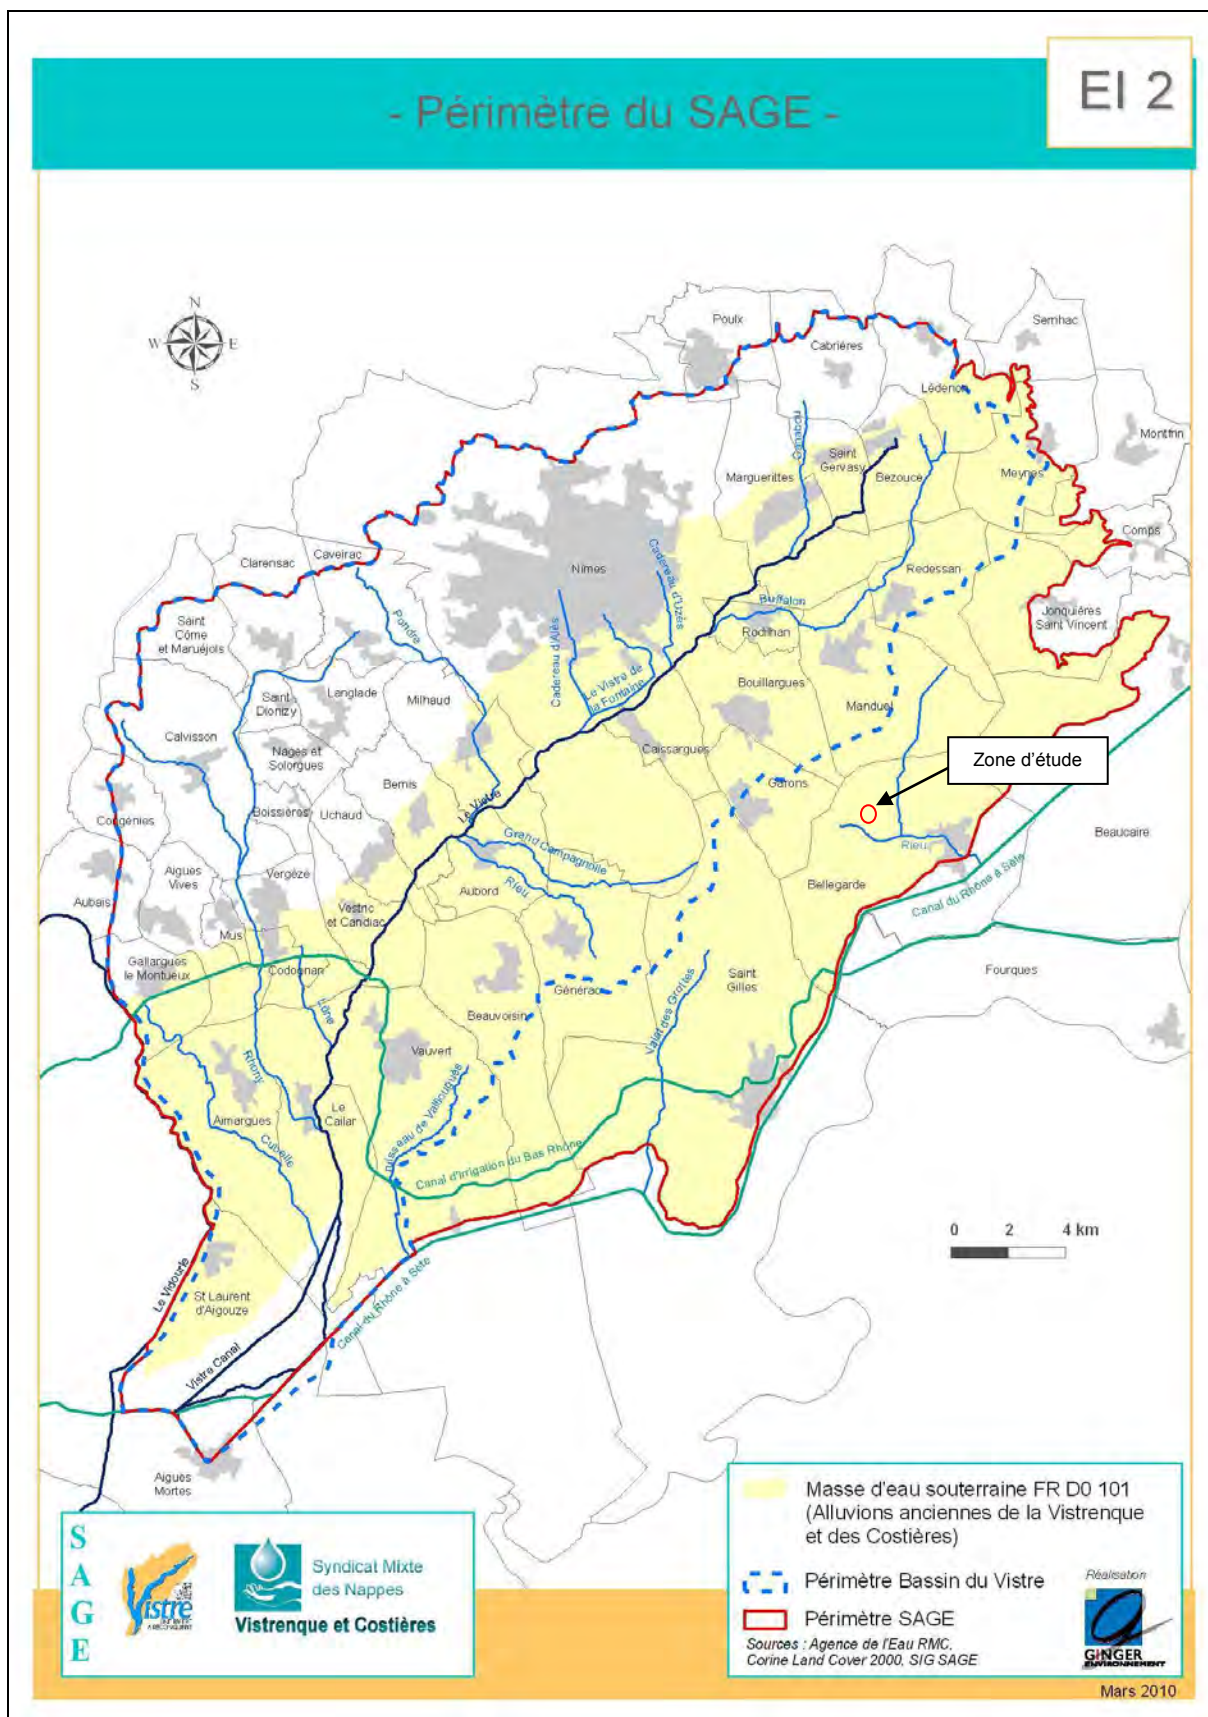 EI 2
- Périmètre du SAGE -
N
W
E
S
Poulx
Cabrières
Sernhac
Lédenon
Montfrin
Meynes
Comps
Saint
Gervasy
Bezouce
Marguerittes
Nîmes
Cadereau d'Uzès
Cadereau d'Alès
Le Vistre de
la Fontaine
Buffalon
Rodilhan
Redessan
Jonquières
Saint Vincent
Clarensac
Caveirac
Saint
Côme
et Maruéjols
Pondre
Saint
Dionizy
Langlade
Milhaud
Bouillargues
Manduel
Calvisson
Nages et
Solorgues
Caissargues
Garons
Zone d'étude
Bernis
Le Vistre
Boissières
Uchaud
Congénies
Grand Campagnolle
Rieu
Beaucaire
Aigues
Vives
Vergèze
Aubord
Rieu
Bellegarde
Canal du Rhône à Sète
Aubais
Vestric
et Candiac
Mus
Gallargues
le Montueux
Codognan
Saint
Gilles
Fourques
Générac
Beauvoisin
Valat des Grottes
Vauvert
Rhony
Le
Cailar
Aimargues
Cubelle
Canal d'Irrigation du Bas Rhône
0 2 4 km
Le Vidourle
St Laurent
d'Aigouze
Canal du Rhône à Sète
Vistre Canal
Aigues
Mortes
Masse d'eau souterraine FR D0 101
(Alluvions anciennes de la Vistrenque
et des Costières)
Périmètre Bassin du Vistre
Périmètre SAGE
Sources : Agence de l'Eau RMC,
Corine Land Cover 2000, SIG SAGE
Réalisation
GINGER
ENVIRONNEMENT
S
A
G
E
Vistre
Syndicat Mixte
des Nappes
Vistrenque et Costières
Mars 2010